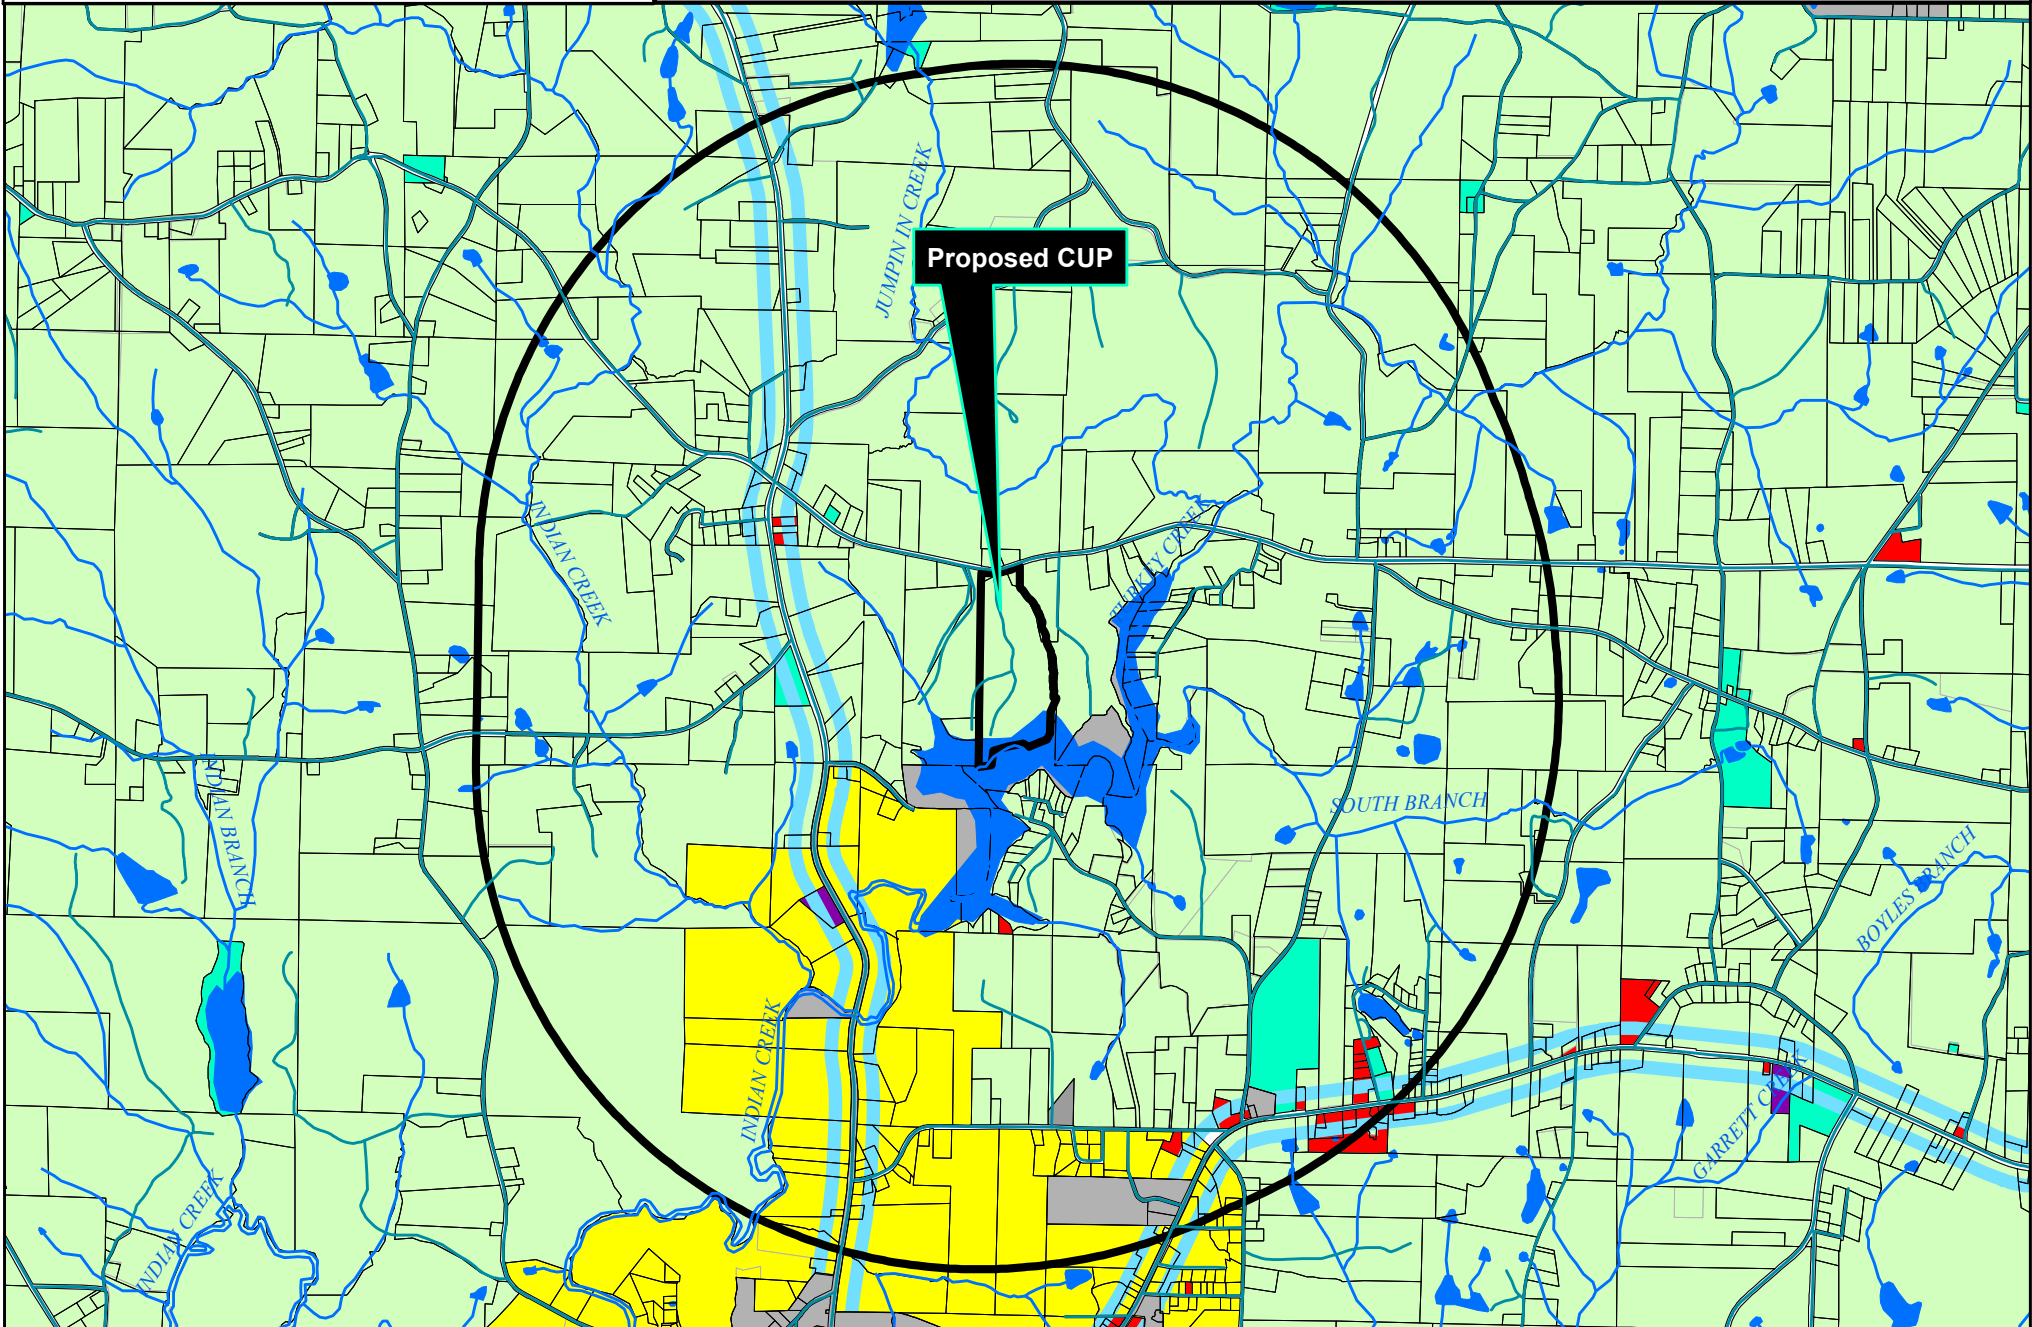 JUMPIN IN CREEK
Proposed CUP
INDIAN CREEK
TURKEY CREEK
INDIAN BRANCH
SOUTH BRANCH
BOYLES BRANCH
INDIAN CREEK
GARRETT CREEK
INDIAN CREEK